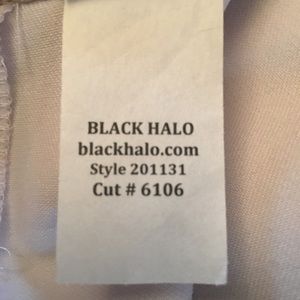 BLACK HALO
blackhalo.com
Style 201131
Cut # 6106